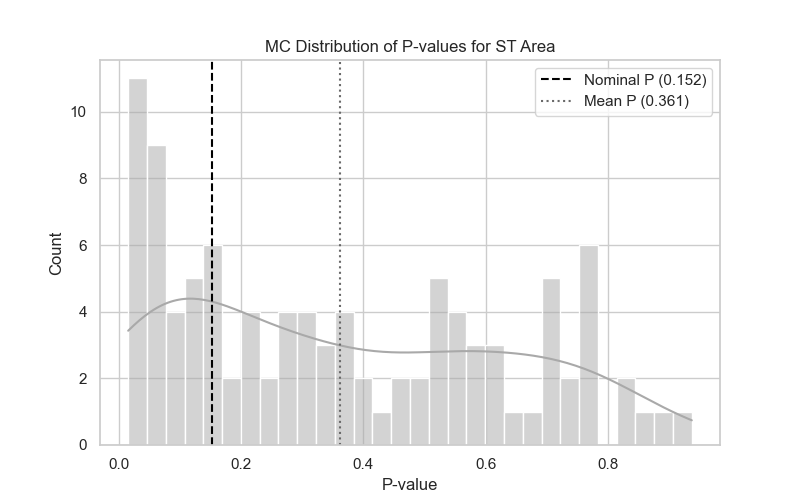 MC Distribution of P-values for ST Area
Nominal P (0.152)
Mean P (0.361)
10
8
6
4
2
0
Count
0.0 0.2 0.4 0.6 0.8
P-value